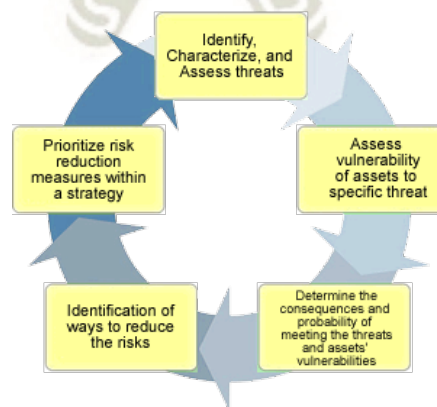 Identify,
Characterize, and
Assess threats
Assess
vulnerability
of assets to
specific threat
Determine the
consequences and
probability of
meeting the threats
and assets'
vulnerabilities
Identification of
ways to reduce
the risks
Prioritize risk
reduction
measures within
a strategy